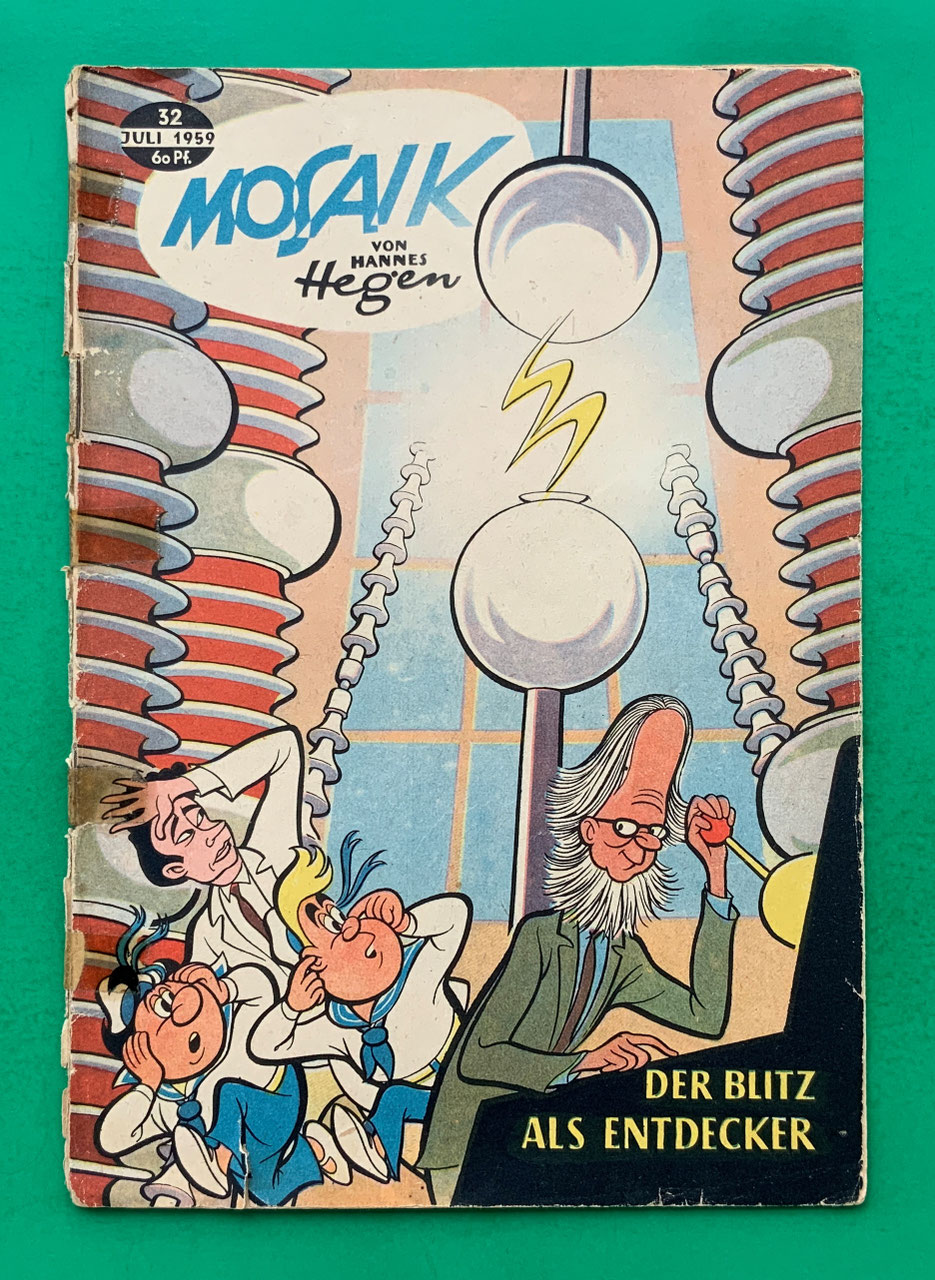 32
JULI 1959
60 Pf.
MOSAIK
VON
HANNES
Hegen
DER BLITZ
ALS ENTDECKER